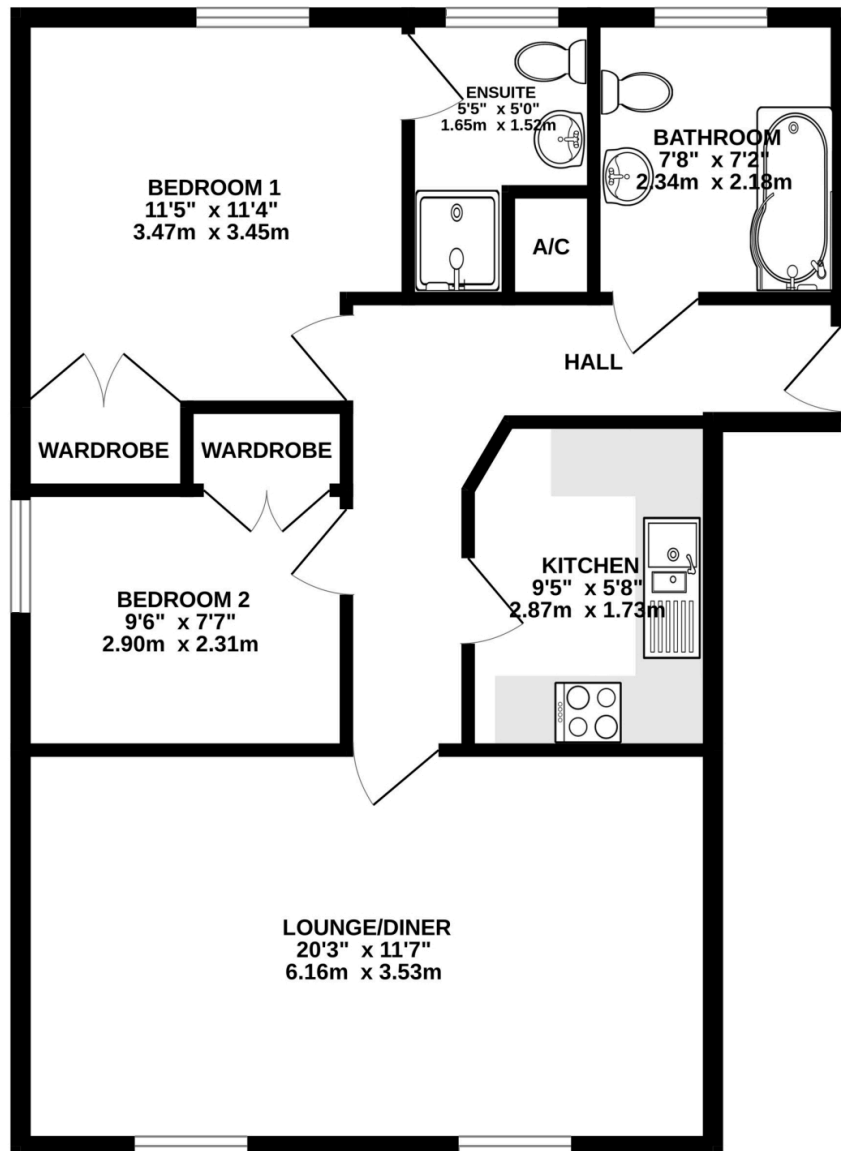 ENSUITE
5'5" x 5'0"
1.65m x 1.52m
BATHROOM
7'8" x 7'2"
2.34m x 2.18m
BEDROOM 1
11'5" x 11'4"
3.47m x 3.45m
A/C
HALL
WARDROBE
WARDROBE
KITCHEN
9'5" x 5'8"
2.87m x 1.73m
BEDROOM 2
9'6" x 7'7"
2.90m x 2.31m
LOUNGE/DINER
20'3" x 11'7"
6.16m x 3.53m